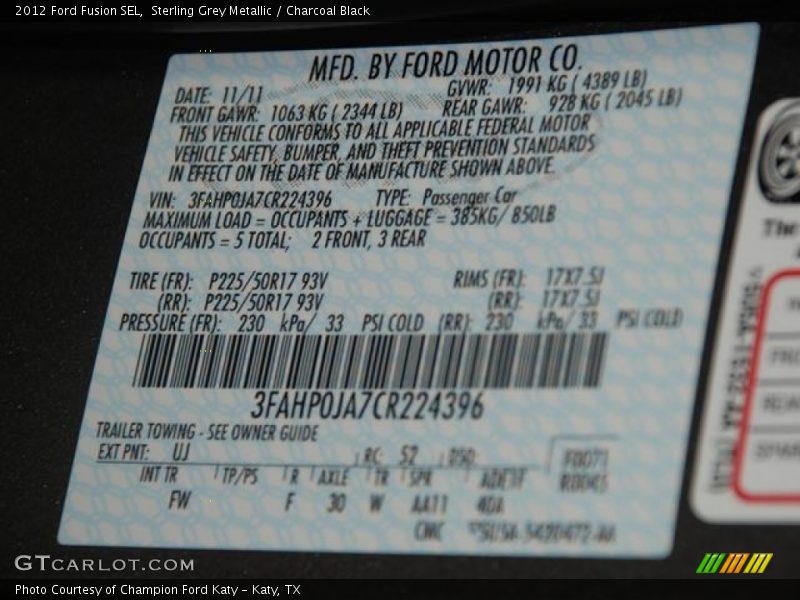 2012 Ford Fusion SEL, Sterling Grey Metallic / Charcoal Black
MFD. BY FORD MOTOR CO.
DATE: 11/11 GVWR: 1991 KG ( 4389 LB)
FRONT GAWR: 1063 KG ( 2344 LB) REAR GAWR: 928 KG ( 2045 LB)
THIS VEHICLE CONFORMS TO ALL APPLICABLE FEDERAL MOTOR
VEHICLE SAFETY, BUMPER, AND THEFT PREVENTION STANDARDS
IN EFFECT ON THE DATE OF MANUFACTURE SHOWN ABOVE.
VIN: 3FAHP0JA7CR224396 TYPE: Passenger Car
MAXIMUM LOAD = OCCUPANTS + LUGGAGE = 385KG/ 850LB
OCCUPANTS = 5 TOTAL; 2 FRONT, 3 REAR
TIRE (FR): P225/50R17 93V RIMS (FR): 17X7.5J
(RR): P225/50R17 93V (RR): 17X7.5J
PRESSURE (FR): 230 kPa/ 33 PSI COLD (RR): 230 kPa/ 33 PSI COLD
3FAHP0JA7CR224396
TRAILER TOWING - SEE OWNER GUIDE
EXT PNT: UJ RC: 52 DSO: F0071
INT TR TP/PS R AXLE TR SPR R0045
FW F 30 W AA11
CMC
The
GTCARLOT.COM
Photo Courtesy of Champion Ford Katy - Katy, TX